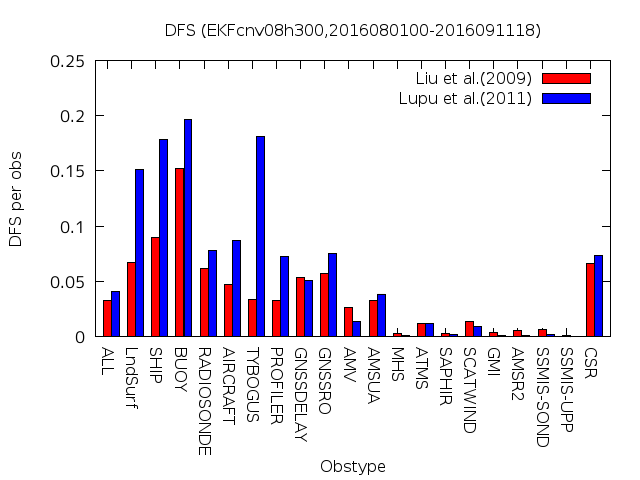 DFS (EKFcnv08h300,2016080100-2016091118)
Liu et al.(2009)
Lupu et al.(2011)
DFS per obs
0.25
0.2
0.15
0.1
0.05
0
ALL
LndSurf
SHIP
BUOY
RADIOSONDE
AIRCRAFT
TYBOGUS
PROFILER
GNSSDELAY
GNSSRO
AMV
AMSUA
MHS
ATMS
SAPHIR
SCATWIND
GMI
AMSR2
SSMIS-SOND
SSMIS-UPP
CSR
Obstype